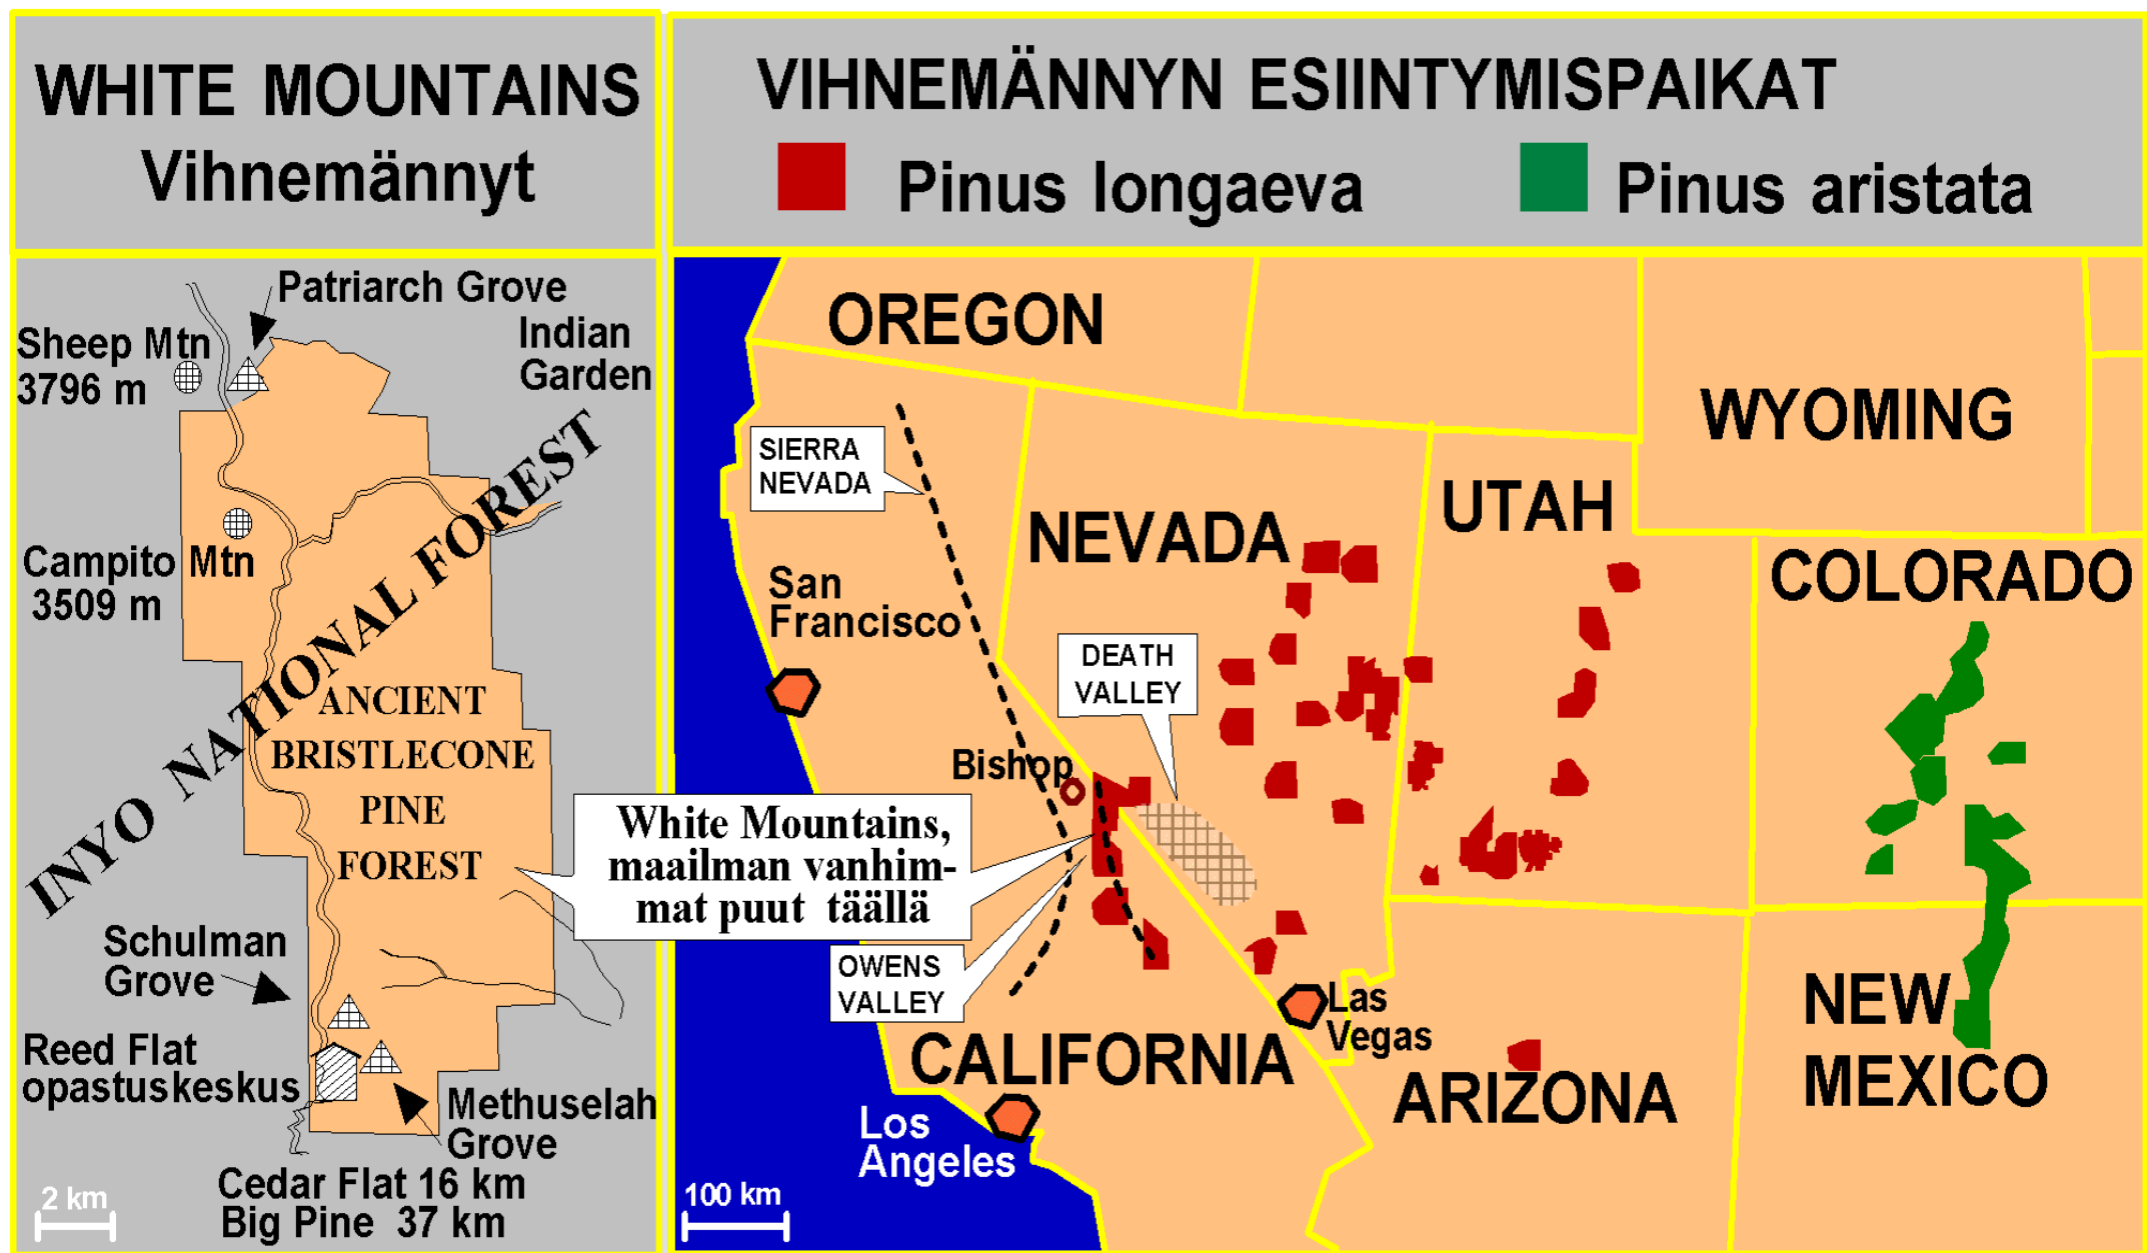 WHITE MOUNTAINS
Vihnemännyt
VIHNEMÄNNYN ESIINTYMISPAIKAT
Pinus longaeva
Pinus aristata
Patriarch Grove
Indian
Garden
Sheep Mtn
3796 m
Campito Mtn
3509 m
INYO NATIONAL FOREST
ANCIENT
BRISTLECONE
PINE
FOREST
Schulman
Grove
Reed Flat
opastuskeskus
Methuselah
Grove
Cedar Flat 16 km
Big Pine 37 km
2 km
OREGON
WYOMING
SIERRA
NEVADA
NEVADA
UTAH
COLORADO
San
Francisco
DEATH
VALLEY
Bishop
White Mountains,
maailman vanhim-
mat puut täällä
OWENS
VALLEY
Las
Vegas
CALIFORNIA
ARIZONA
NEW
MEXICO
Los
Angeles
100 km